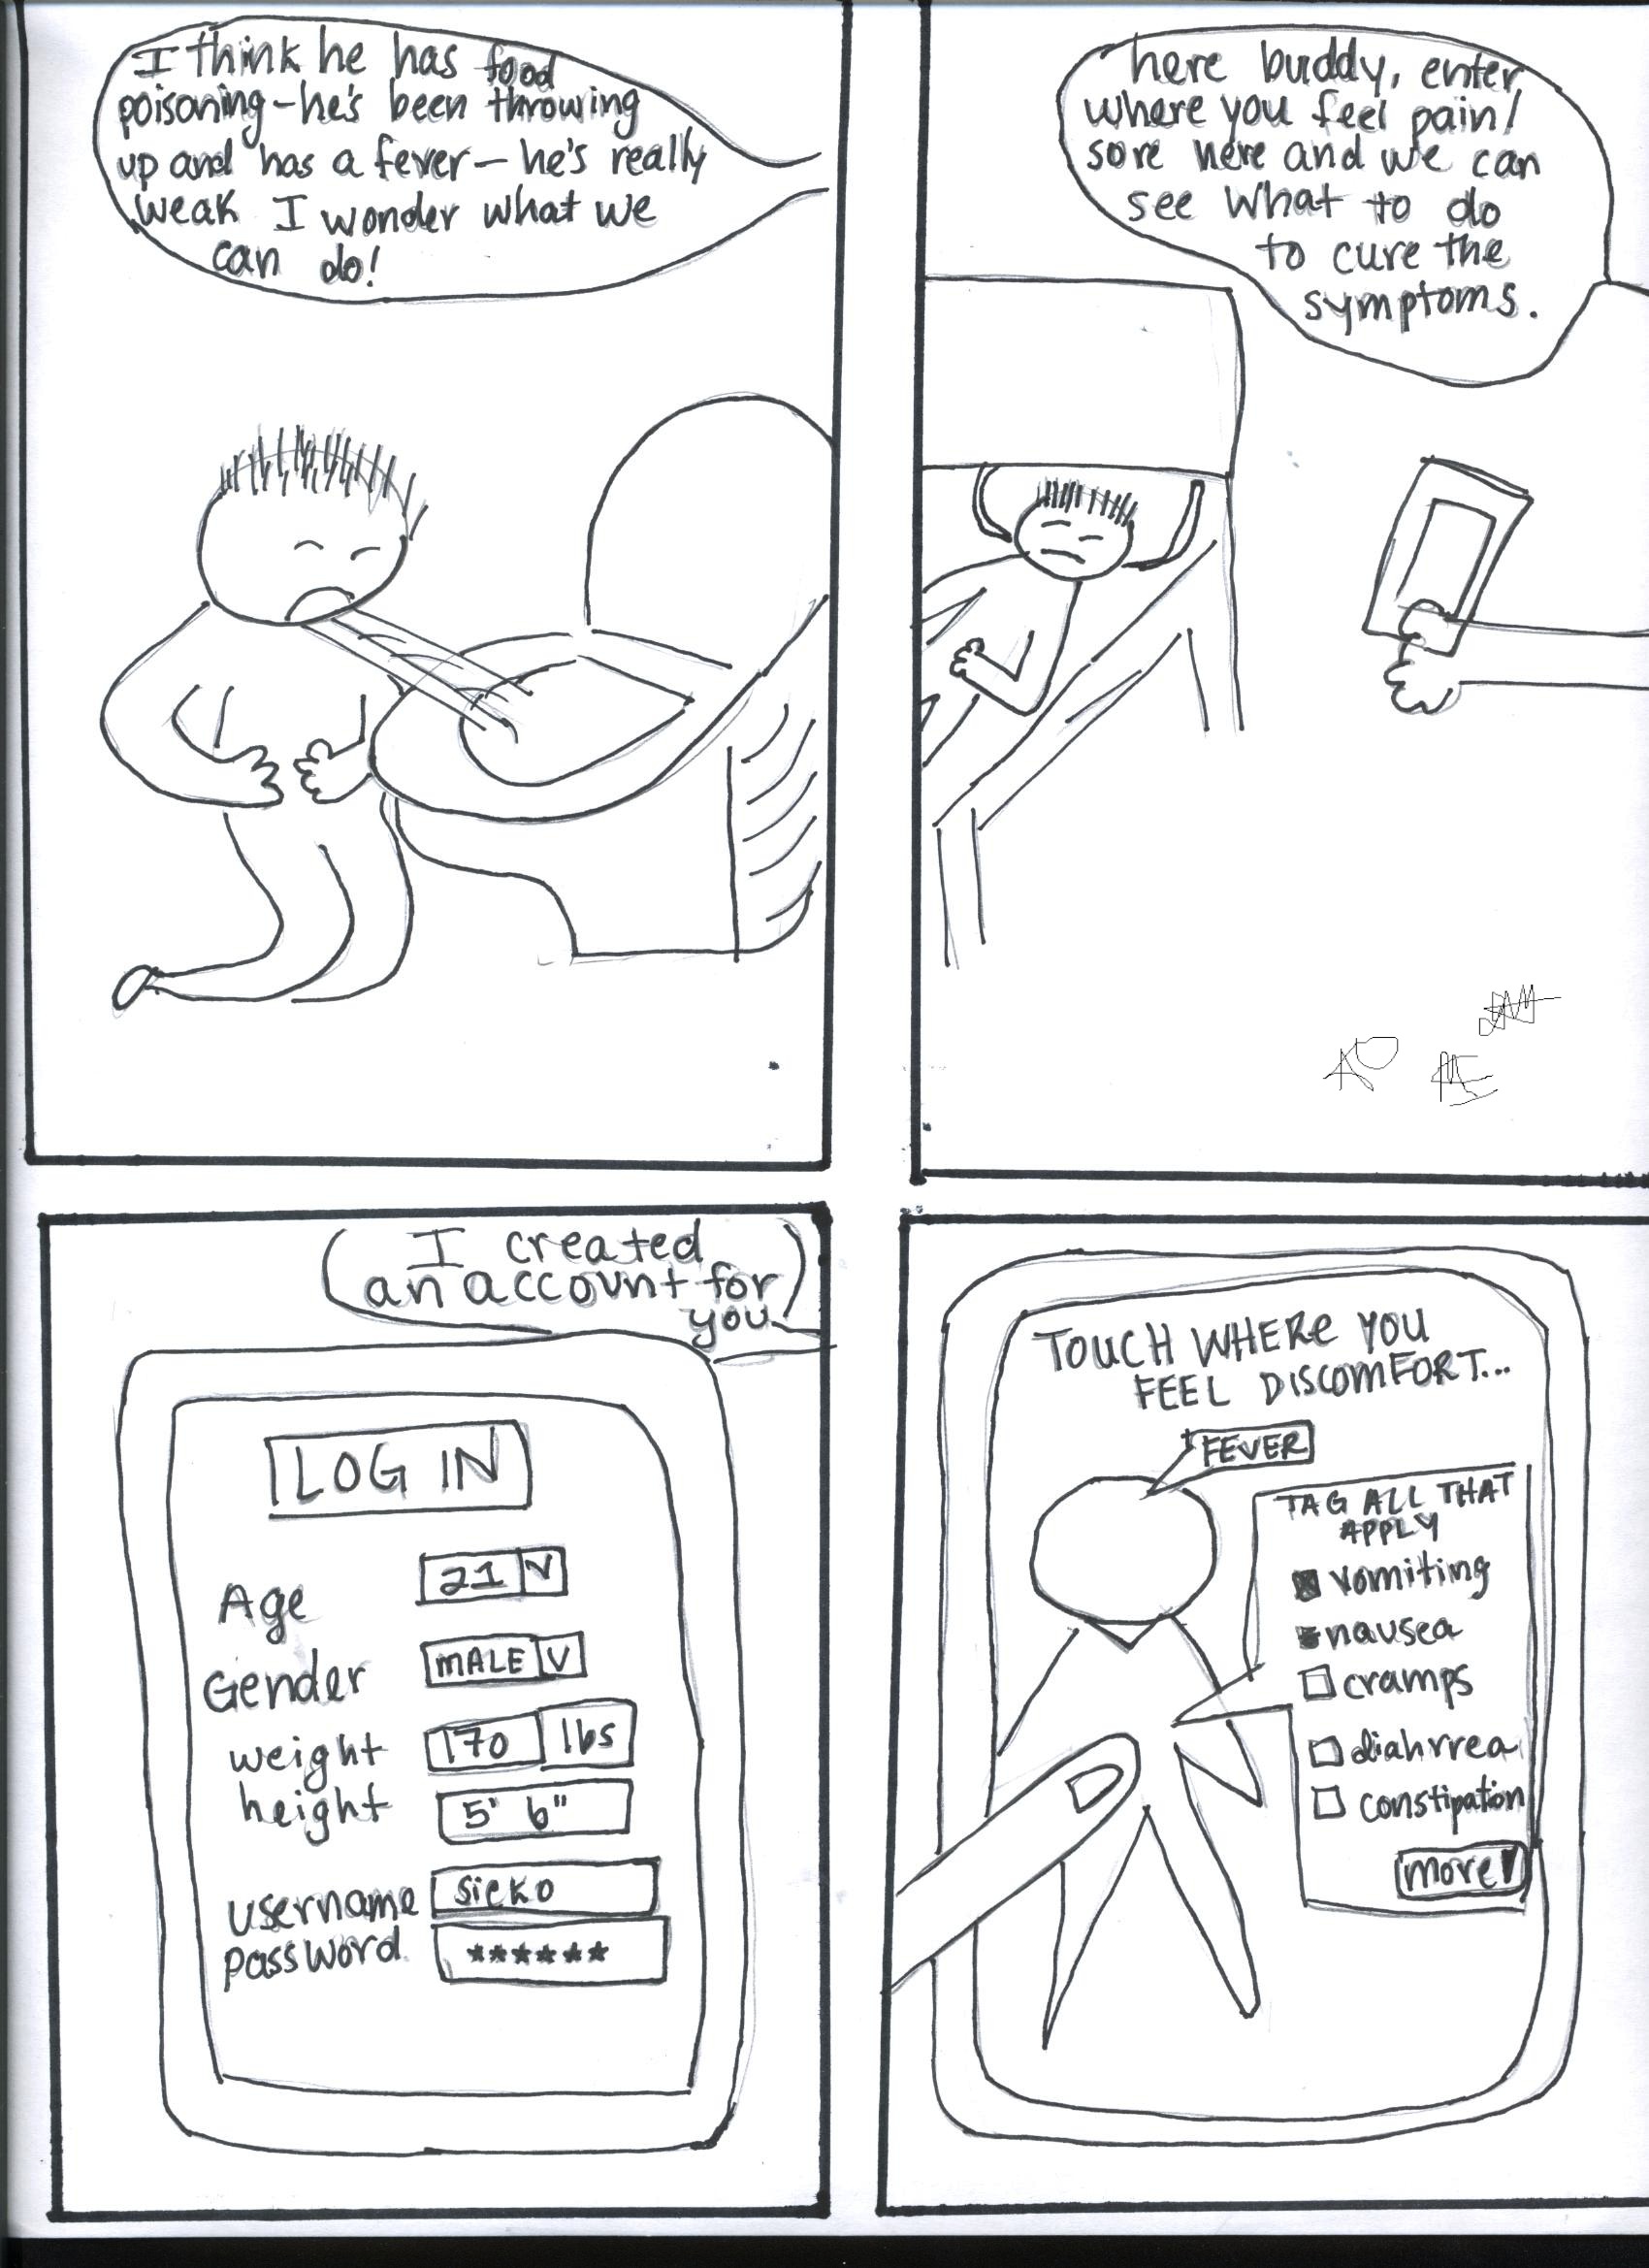 I think he has food
poisoning - he's been throwing
up and has a fever - he's really
weak I wonder what we
can do!
here buddy, enter
where you feel pain/
sore here and we can
see what to do
to cure the
symptoms.
I created
an account for
you
LOG IN
Age 21 V
Gender MALE V
weight 170 lbs
height 5' 6"
username sicko
password ******
TOUCH WHERE YOU
FEEL DISCOMFORT...
FEVER
TAG ALL THAT
APPLY
vomiting
nausea
cramps
diahrrea
constipation
more